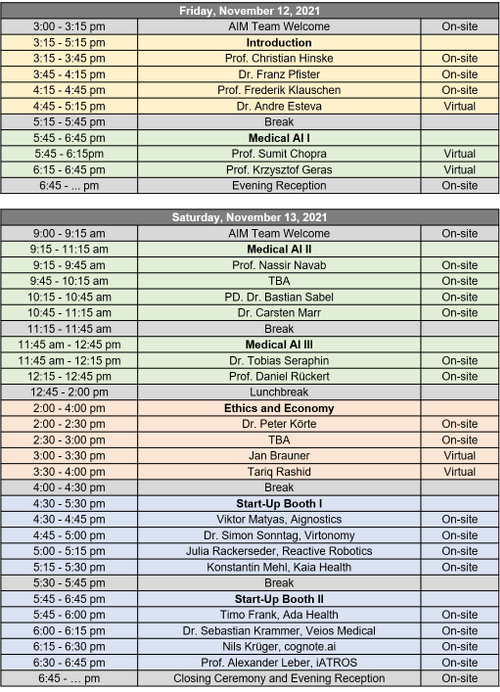 Friday, November 12, 2021
3:00 - 3:15 pm AIM Team Welcome On-site
3:15 - 5:15 pm Introduction
3:15 - 3:45 pm Prof. Christian Hinske On-site
3:45 - 4:15 pm Dr. Franz Pfister On-site
4:15 - 4:45 pm Prof. Frederik Klauschen On-site
4:45 - 5:15 pm Dr. Andre Esteva Virtual
5:15 - 5:45 pm Break
5:45 - 6:45 pm Medical AI I
5:45 - 6:15pm Prof. Sumit Chopra Virtual
6:15 - 6:45 pm Prof. Krzysztof Geras Virtual
6:45 - ... pm Evening Reception On-site
Saturday, November 13, 2021
9:00 - 9:15 am AIM Team Welcome On-site
9:15 - 11:15 am Medical AI II
9:15 - 9:45 am Prof. Nassir Navab On-site
9:45 - 10:15 am TBA On-site
10:15 - 10:45 am PD. Dr. Bastian Sabel On-site
10:45 - 11:15 am Dr. Carsten Marr On-site
11:15 - 11:45 am Break
11:45 am - 12:45 pm Medical AI III
11:45 am - 12:15 pm Dr. Tobias Seraphin On-site
12:15 - 12:45 pm Prof. Daniel Rückert On-site
12:45 - 2:00 pm Lunchbreak
2:00 - 4:00 pm Ethics and Economy
2:00 - 2:30 pm Dr. Peter Körte On-site
2:30 - 3:00 pm TBA On-site
3:00 - 3:30 pm Jan Brauner Virtual
3:30 - 4:00 pm Tariq Rashid Virtual
4:00 - 4:30 pm Break
4:30 - 5:30 pm Start-Up Booth I
4:30 - 4:45 pm Viktor Matyas, Aignostics On-site
4:45 - 5:00 pm Dr. Simon Sonntag, Virtonomy On-site
5:00 - 5:15 pm Julia Rackerseder, Reactive Robotics On-site
5:15 - 5:30 pm Konstantin Mehl, Kaia Health On-site
5:30 - 5:45 pm Break
5:45 - 6:45 pm Start-Up Booth II
5:45 - 6:00 pm Timo Frank, Ada Health On-site
6:00 - 6:15 pm Dr. Sebastian Krammer, Veios Medical On-site
6:15 - 6:30 pm Nils Krüger, cognote.ai On-site
6:30 - 6:45 pm Prof. Alexander Leber, iATROS On-site
6:45 - … pm Closing Ceremony and Evening Reception On-site